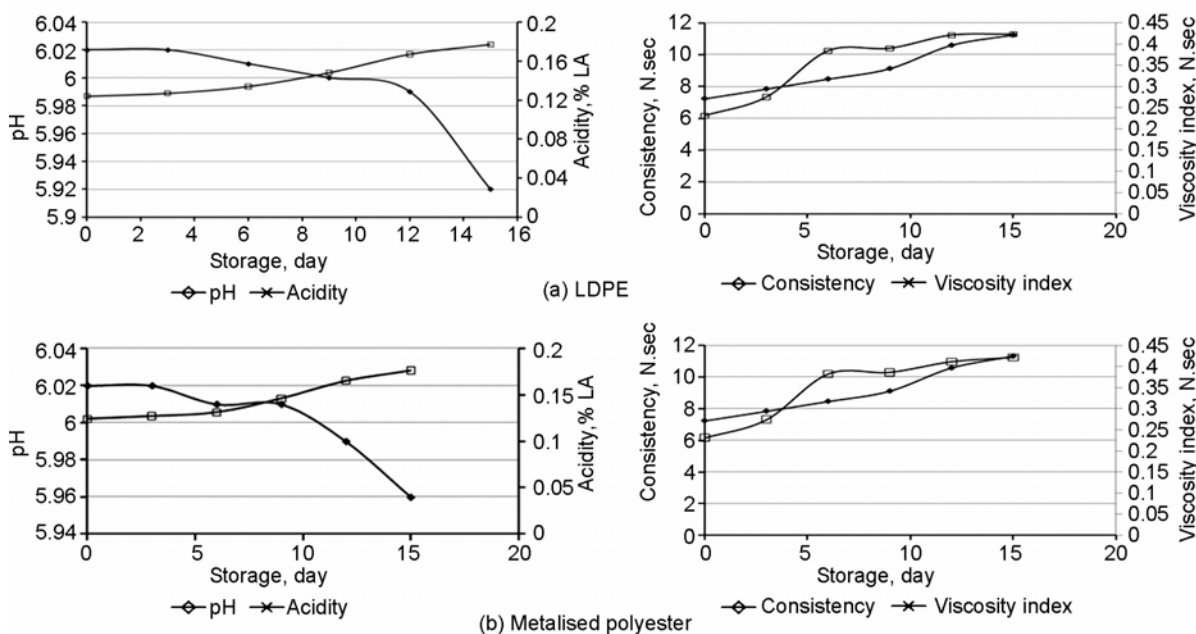 6.04
6.02
6
5.98
5.96
5.94
5.92
5.9
pH
0 2 4 6 8 10 12 14 16
Storage, day
0.2
0.16
0.12
0.08
0.04
0
Acidity,% LA
pH Acidity
12
10
8
6
4
2
0
Consistency, N.sec
0 5 10 15 20
Storage, day
0.45
0.4
0.35
0.3
0.25
0.2
0.15
0.1
0.05
0
Viscosity index, N.sec
Consistency Viscosity index
(a) LDPE
6.04
6.02
6
5.98
5.96
5.94
pH
0 5 10 15 20
Storage, day
0.2
0.15
0.1
0.05
0
Acidity,% LA
pH Acidity
12
10
8
6
4
2
0
Consistency, N.sec
0 5 10 15 20
Storage, day
0.45
0.4
0.35
0.3
0.25
0.2
0.15
0.1
0.05
0
Viscosity index, N.sec
Consistency Viscosity index
(b) Metalised polyester